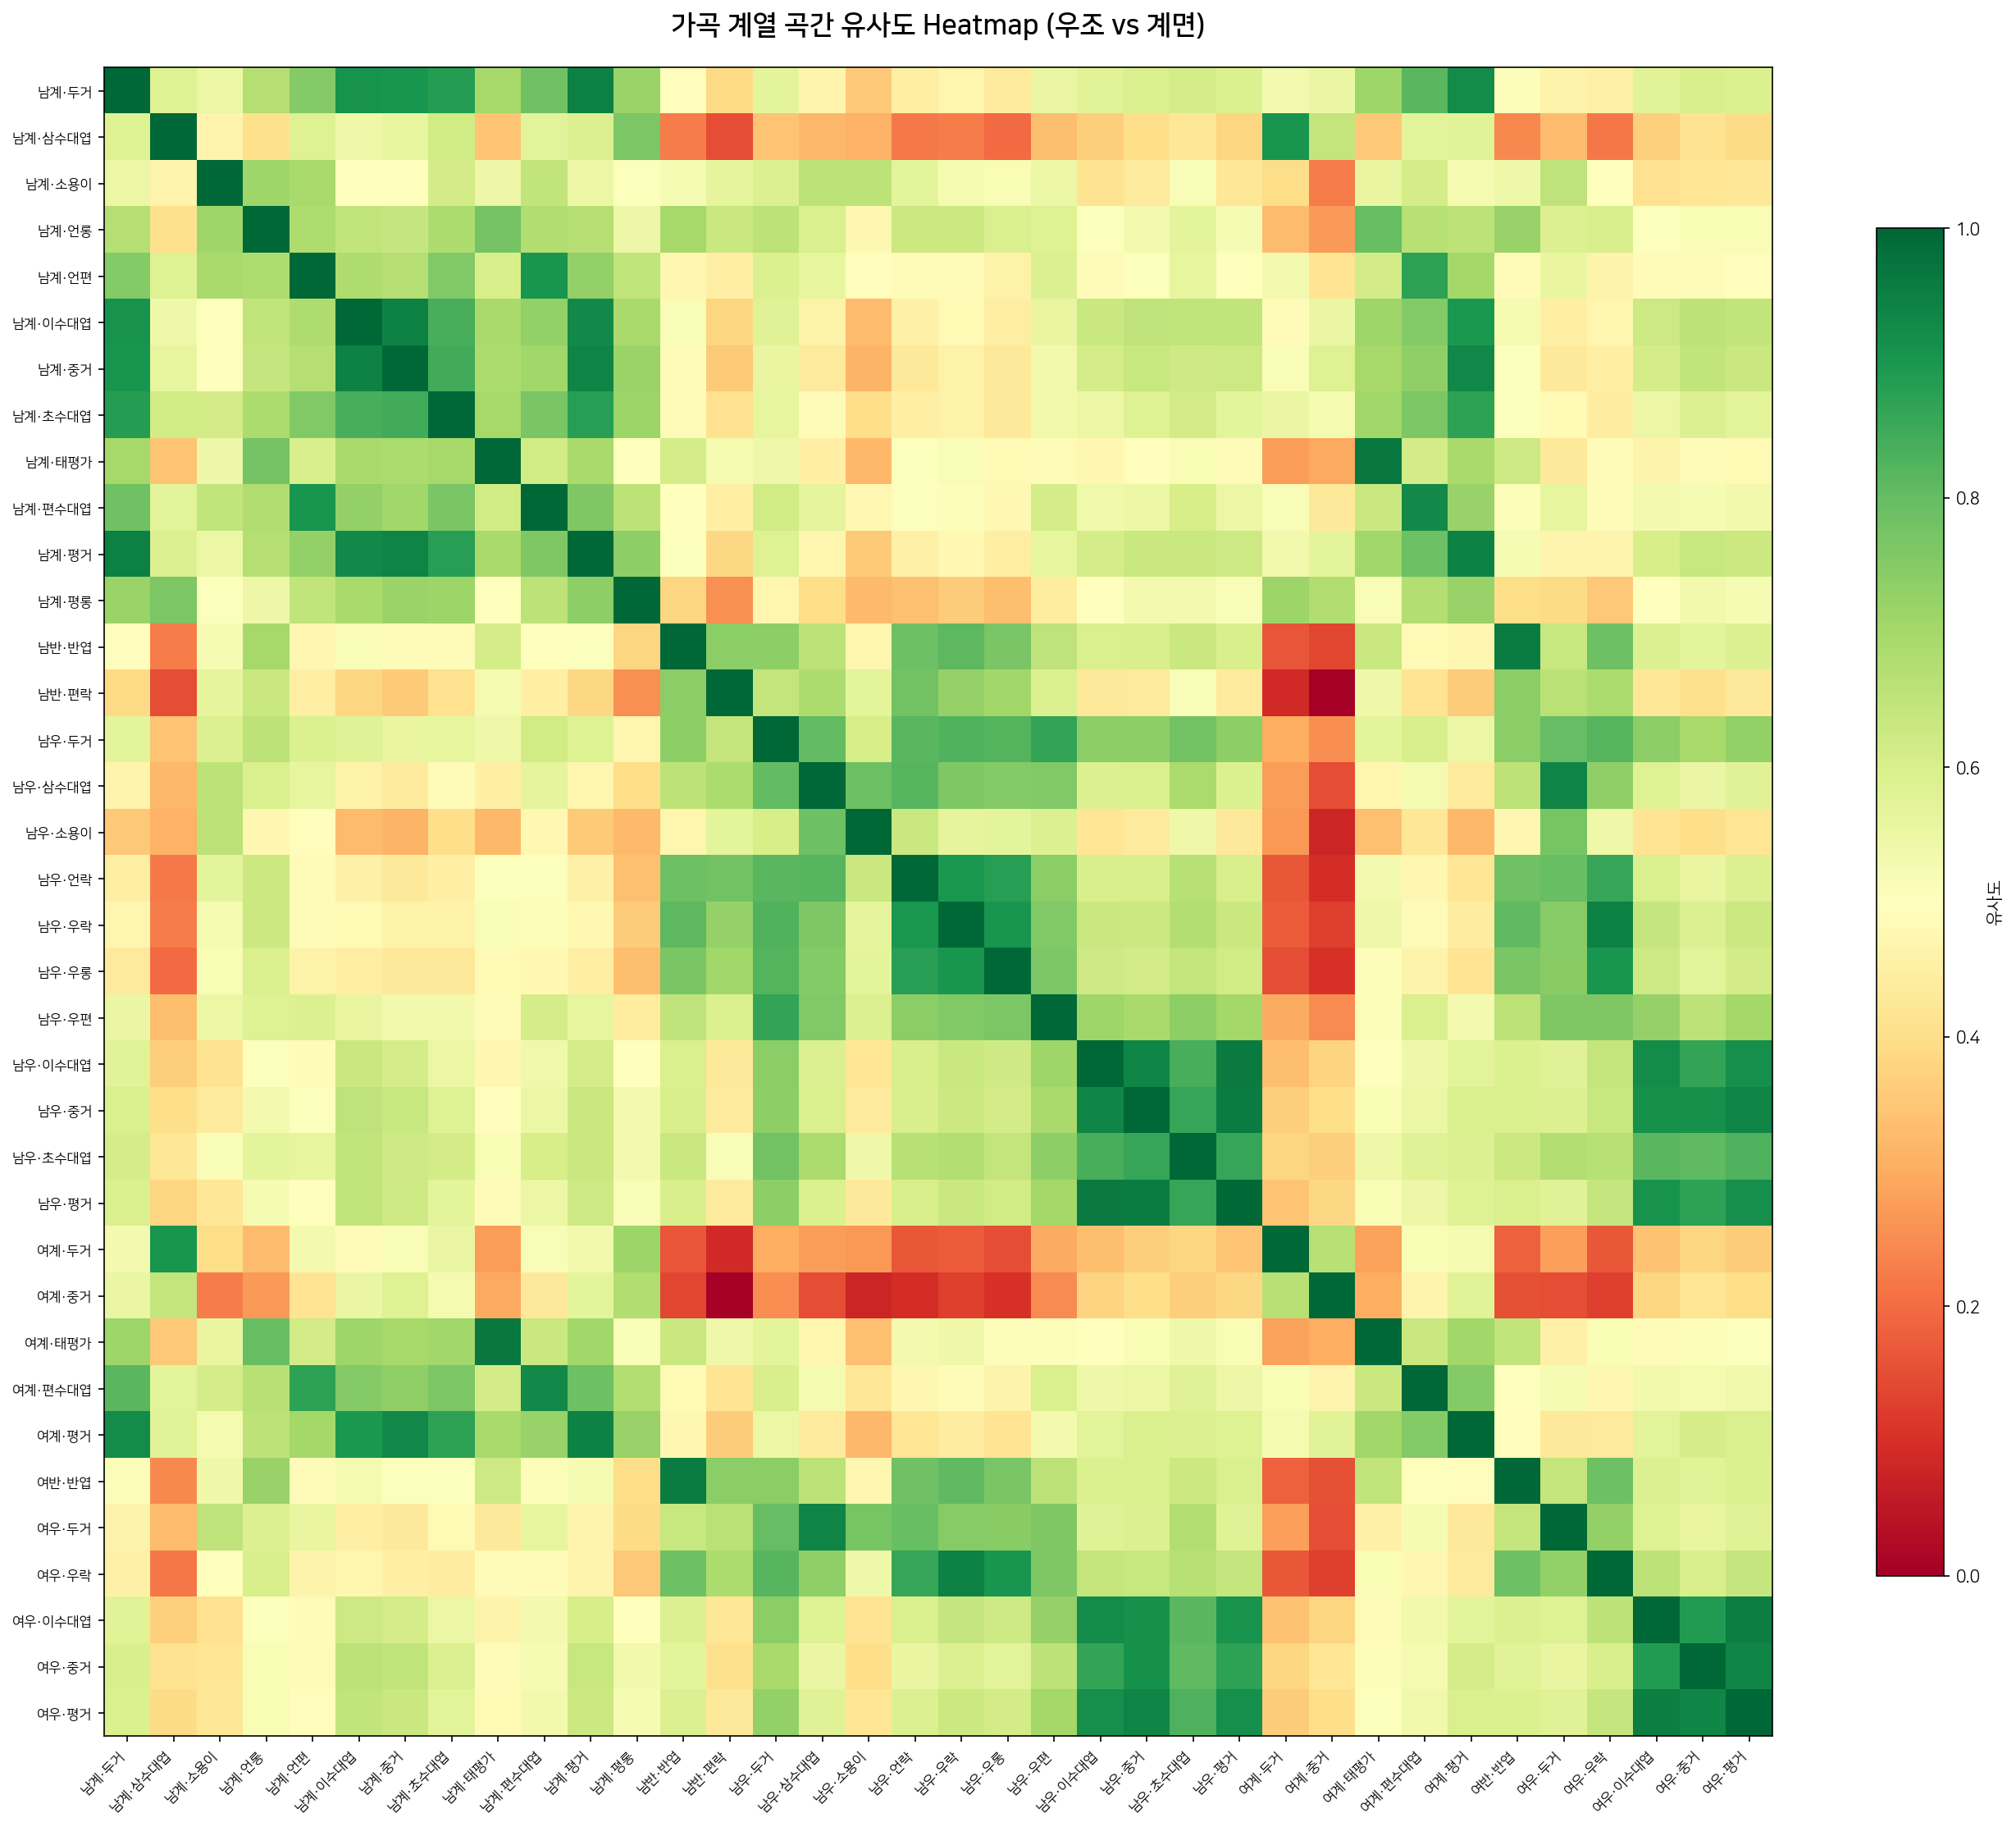 가곡 계열 곡간 유사도 Heatmap (우조 vs 계면)
남계·두거
남계·삼수대엽
남계·소용이
남계·언롱
남계·언편
남계·이수대엽
남계·중거
남계·초수대엽
남계·태평가
남계·편수대엽
남계·평거
남계·평롱
남반·반엽
남반·편락
남우·두거
남우·삼수대엽
남우·소용이
남우·언락
남우·우락
남우·우롱
남우·우편
남우·이수대엽
남우·중거
남우·초수대엽
남우·평거
여계·두거
여계·중거
여계·태평가
여계·편수대엽
여계·평거
여반·반엽
여우·두거
여우·우락
여우·이수대엽
여우·중거
여우·평거
남계·두거
남계·삼수대엽
남계·소용이
남계·언롱
남계·언편
남계·이수대엽
남계·중거
남계·초수대엽
남계·태평가
남계·편수대엽
남계·평거
남계·평롱
남반·반엽
남반·편락
남우·두거
남우·삼수대엽
남우·소용이
남우·언락
남우·우락
남우·우롱
남우·우편
남우·이수대엽
남우·중거
남우·초수대엽
남우·평거
여계·두거
여계·중거
여계·태평가
여계·편수대엽
여계·평거
여반·반엽
여우·두거
여우·우락
여우·이수대엽
여우·중거
여우·평거
1.0
0.8
0.6
0.4
0.2
0.0
유사도